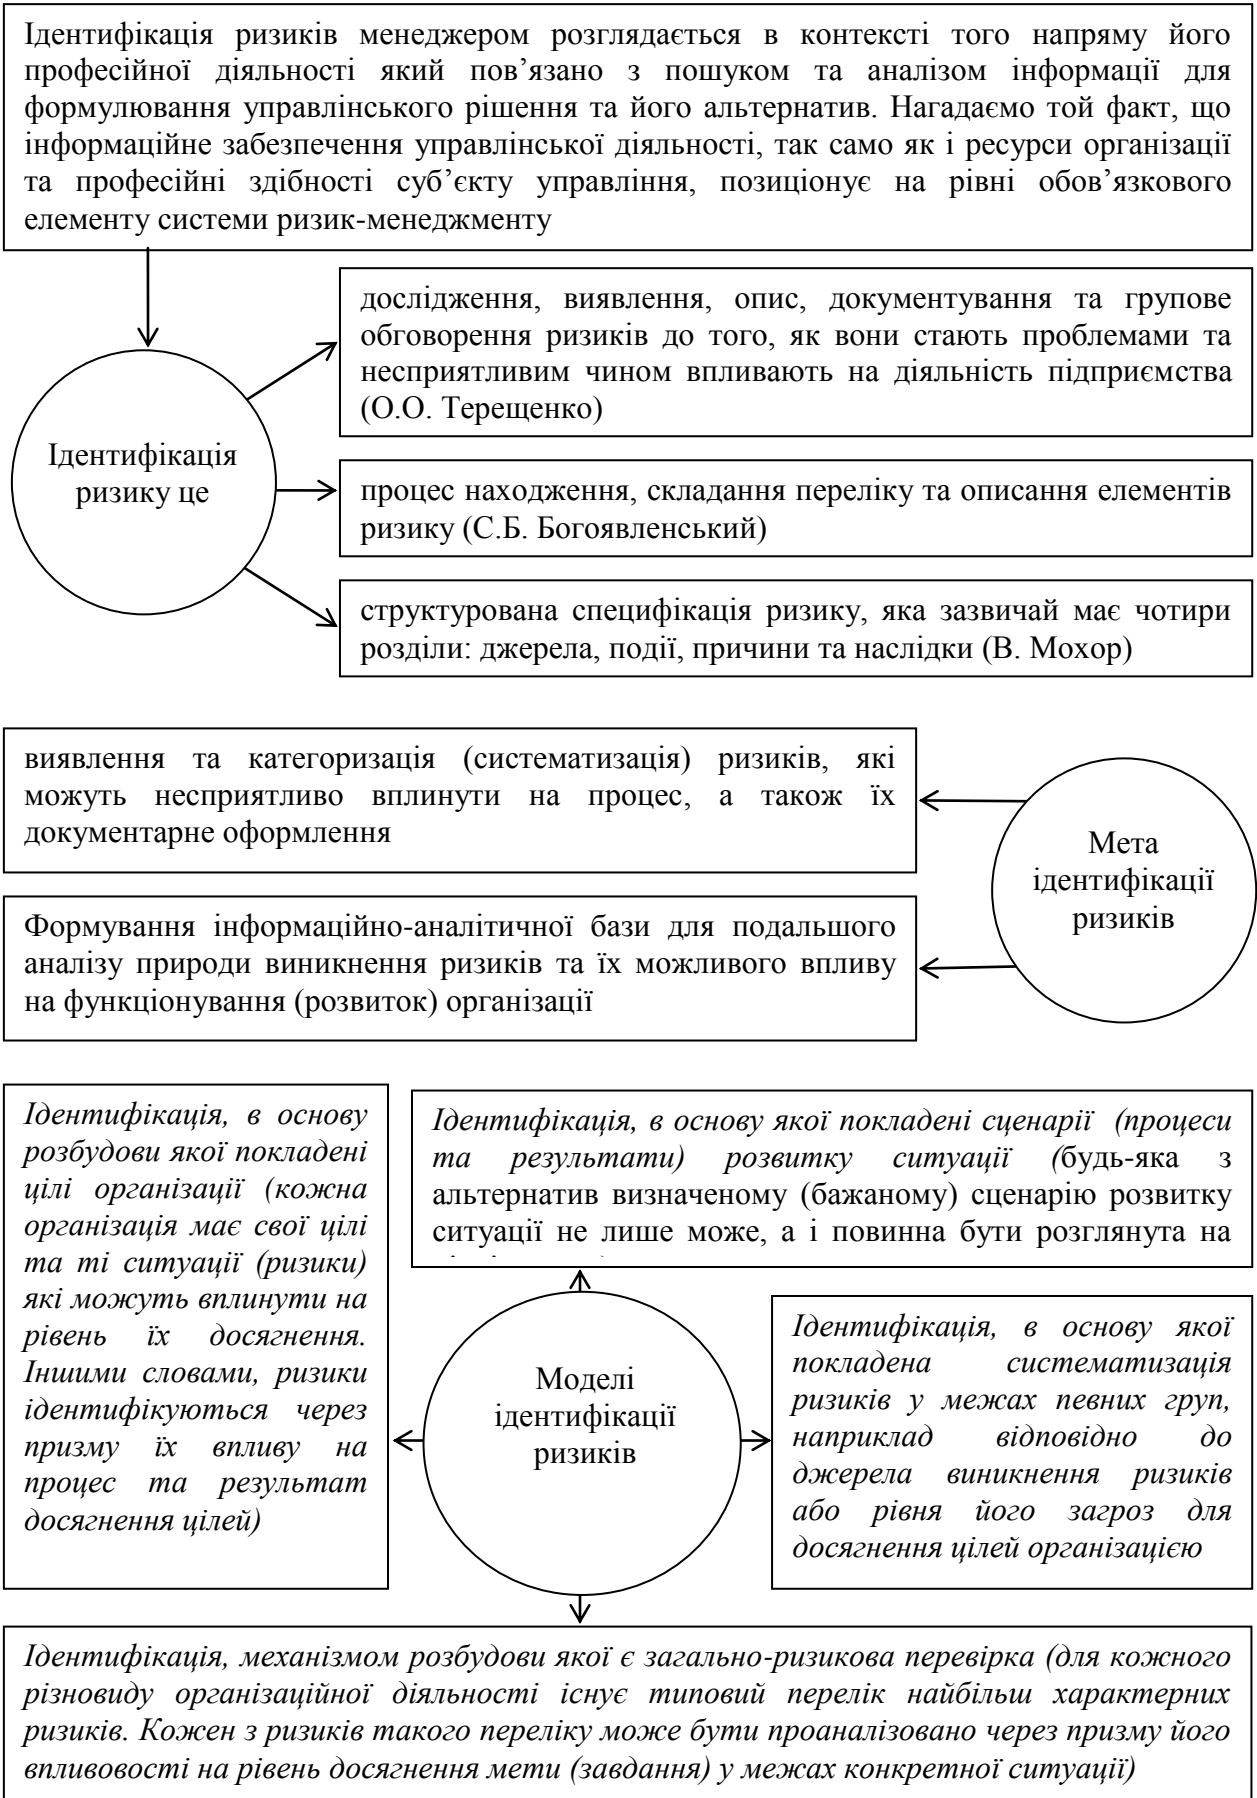 Ідентифікація ризиків менеджером розглядається в контексті того напряму його
професійної діяльності який пов’язано з пошуком та аналізом інформації для
формулювання управлінського рішення та його альтернатив. Нагадаємо той факт, що
інформаційне забезпечення управлінської діяльності, так само як і ресурси організації
та професійні здібності суб’єкту управління, позиціонує на рівні обов’язкового
елементу системи ризик-менеджменту
Ідентифікація
ризику це
дослідження, виявлення, опис, документування та групове
обговорення ризиків до того, як вони стають проблемами та
несприятливим чином впливають на діяльність підприємства
(О.О. Терещенко)
процес находження, складання переліку та описання елементів
ризику (С.Б. Богоявленський)
структурована специфікація ризику, яка зазвичай має чотири
розділи: джерела, події, причини та наслідки (В. Мохор)
виявлення та категоризація (систематизація) ризиків, які
можуть несприятливо вплинути на процес, а також їх
документарне оформлення
Формування інформаційно-аналітичної бази для подальшого
аналізу природи виникнення ризиків та їх можливого впливу
на функціонування (розвиток) організації
Мета
ідентифікації
ризиків
Ідентифікація, в основу
розбудови якої покладені
цілі організації (кожна
організація має свої цілі
та ті ситуації (ризики)
які можуть вплинути на
рівень їх досягнення.
Іншими словами, ризики
ідентифікуються через
призму їх впливу на
процес та результат
досягнення цілей)
Ідентифікація, в основу якої покладені сценарії (процеси
та результати) розвитку ситуації (будь-яка з
альтернатив визначеному (бажаному) сценарію розвитку
ситуації не лише може, а і повинна бути розглянута на
Моделі
ідентифікації
ризиків
Ідентифікація, в основу якої
покладена систематизація
ризиків у межах певних груп,
наприклад відповідно до
джерела виникнення ризиків
або рівня його загроз для
досягнення цілей організацією
Ідентифікація, механізмом розбудови якої є загально-ризикова перевірка (для кожного
різновиду організаційної діяльності існує типовий перелік найбільш характерних
ризиків. Кожен з ризиків такого переліку може бути проаналізовано через призму його
впливовості на рівень досягнення мети (завдання) у межах конкретної ситуації)